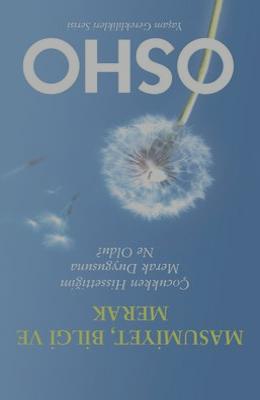 MASUMİYET, BİLGİ VE
MERAK
Çocukken Hissettiğim
Merak Duygusuna
Ne Oldu?
OSHO
Yaşam Gereklilikleri Serisi